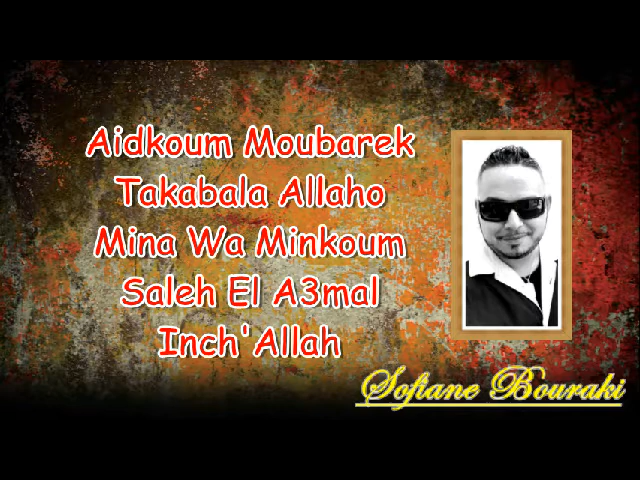 Aidkoum Moubarek
Takabala Allaho
Mina Wa Minkoum
Saleh El A3mal
Inch'Allah
Sofiane Bouraki